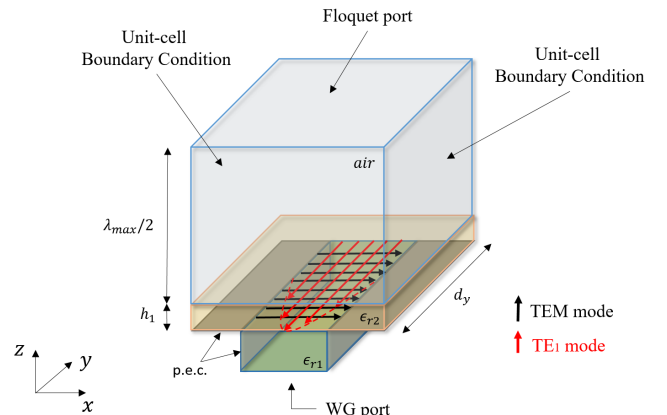 Floquet port
Unit-cell
Boundary Condition
Unit-cell
Boundary Condition
air
λmax/2
h1
dy
ϵr2
TEM mode
TE1 mode
p.e.c.
ϵr1
z
y
x
WG port